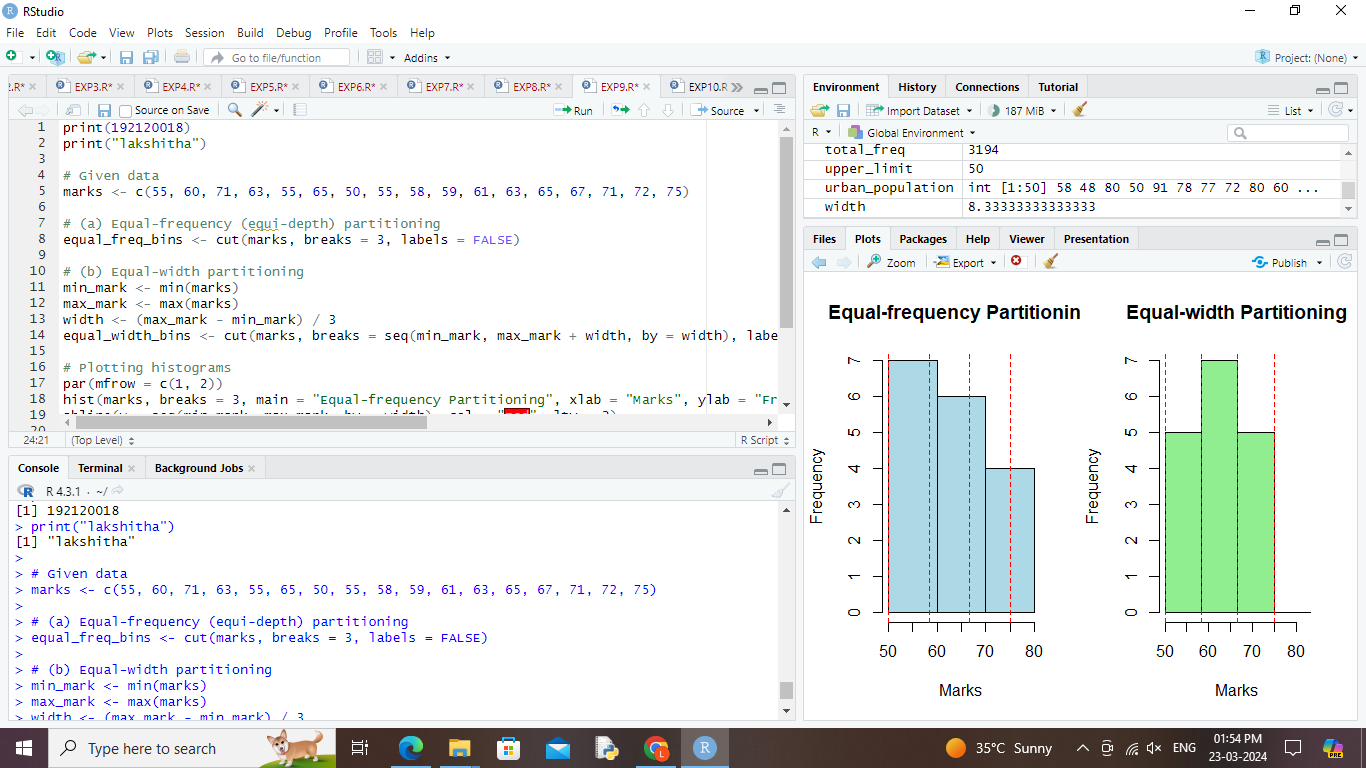 RStudio
File Edit Code View Plots Session Build Debug Profile Tools Help
Go to file/function
Addins
Project: (None)
2.R* EXP3.R* EXP4.R* EXP5.R* EXP6.R* EXP7.R* EXP8.R* EXP9.R* EXP10.R
Source on Save
Run
Source
1 print(192120018)
2 print("lakshitha")
3
4 # Given data
5 marks <- c(55, 60, 71, 63, 55, 65, 50, 55, 58, 59, 61, 63, 65, 67, 71, 72, 75)
6
7 # (a) Equal-frequency (equi-depth) partitioning
8 equal_freq_bins <- cut(marks, breaks = 3, labels = FALSE)
9
10 # (b) Equal-width partitioning
11 min_mark <- min(marks)
12 max_mark <- max(marks)
13 width <- (max_mark - min_mark) / 3
14 equal_width_bins <- cut(marks, breaks = seq(min_mark, max_mark + width, by = width), labe
15
16 # Plotting histograms
17 par(mfrow = c(1, 2))
18 hist(marks, breaks = 3, main = "Equal-frequency Partitioning", xlab = "Marks", ylab = "Fr
19
20
24:21 (Top Level) R Script
Console Terminal Background Jobs
R 4.3.1 · ~/
[1] 192120018
> print("lakshitha")
[1] "lakshitha"
>
> # Given data
> marks <- c(55, 60, 71, 63, 55, 65, 50, 55, 58, 59, 61, 63, 65, 67, 71, 72, 75)
>
> # (a) Equal-frequency (equi-depth) partitioning
> equal_freq_bins <- cut(marks, breaks = 3, labels = FALSE)
>
> # (b) Equal-width partitioning
> min_mark <- min(marks)
> max_mark <- max(marks)
> width <- (max_mark - min_mark) / 3
Environment History Connections Tutorial
Import Dataset 187 MiB List
R Global Environment
total_freq 3194
upper_limit 50
urban_population int [1:50] 58 48 80 50 91 78 77 72 80 60 ...
width 8.33333333333333
Files Plots Packages Help Viewer Presentation
Zoom Export Publish
Equal-frequency Partitionin
Frequency
0 1 2 3 4 5 6 7
50 60 70 80
Marks
Equal-width Partitioning
Frequency
0 1 2 3 4 5 6 7
50 60 70 80
Marks
Type here to search
35°C Sunny
ENG
01:54 PM
23-03-2024
PRE